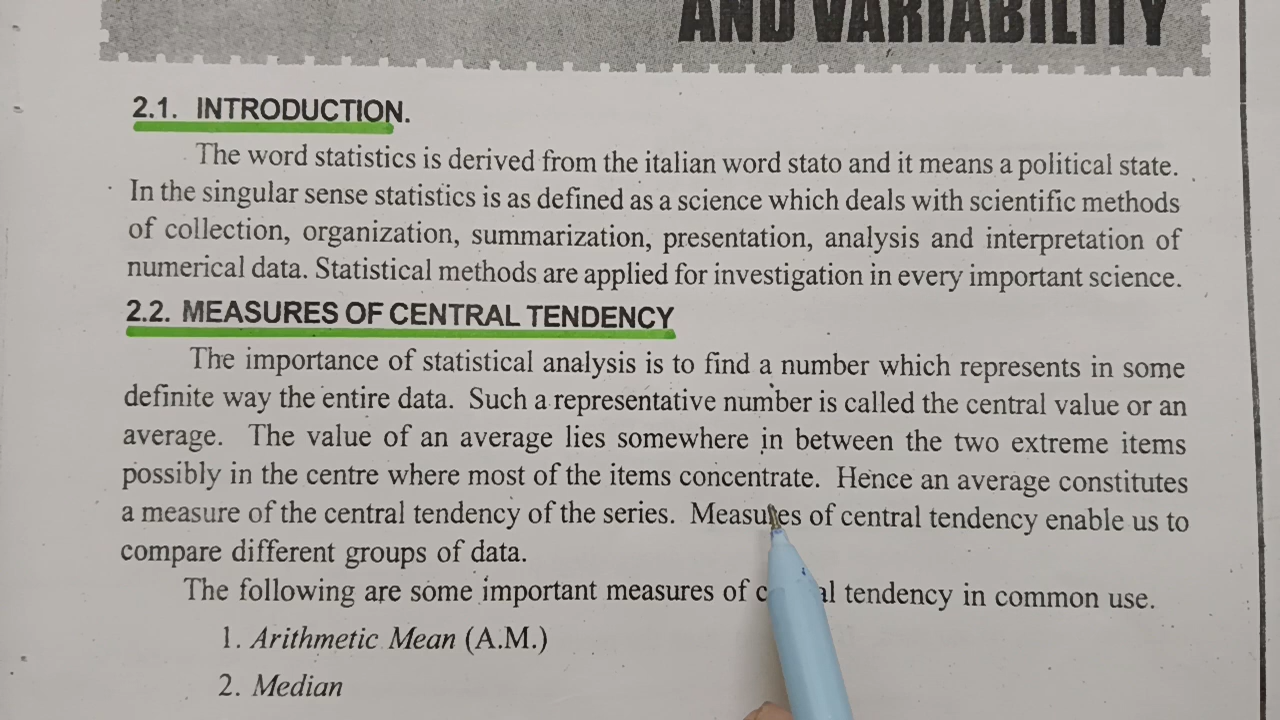 AND VARIABILITY
2.1. INTRODUCTION.
The word statistics is derived from the italian word stato and it means a political state.
In the singular sense statistics is as defined as a science which deals with scientific methods
of collection, organization, summarization, presentation, analysis and interpretation of
numerical data. Statistical methods are applied for investigation in every important science.
2.2. MEASURES OF CENTRAL TENDENCY
The importance of statistical analysis is to find a number which represents in some
definite way the entire data. Such a representative number is called the central value or an
average. The value of an average lies somewhere in between the two extreme items
possibly in the centre where most of the items concentrate. Hence an average constitutes
a measure of the central tendency of the series. Measures of central tendency enable us to
compare different groups of data.
The following are some important measures of tendency in common use.
1. Arithmetic Mean (A.M.)
2. Median